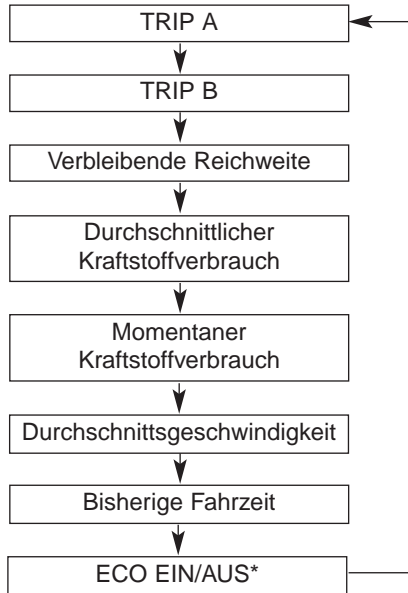 TRIP A
TRIP B
Verbleibende Reichweite
Durchschnittlicher
Kraftstoffverbrauch
Momentaner
Kraftstoffverbrauch
Durchschnittsgeschwindigkeit
Bisherige Fahrzeit
ECO EIN/AUS*